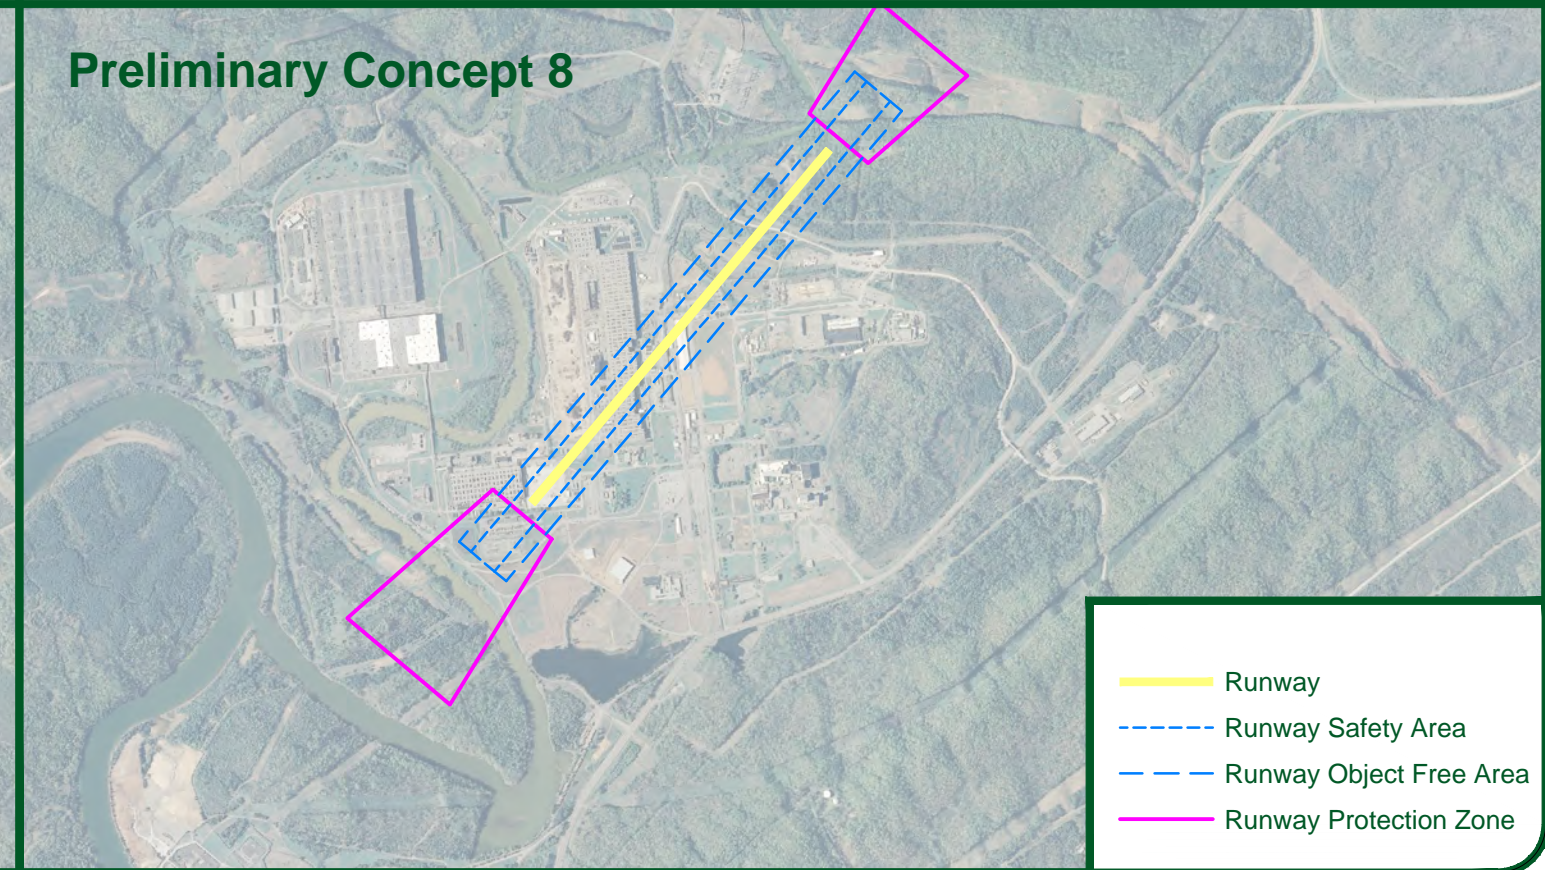 Preliminary Concept 8
Runway
Runway Safety Area
Runway Object Free Area
Runway Protection Zone